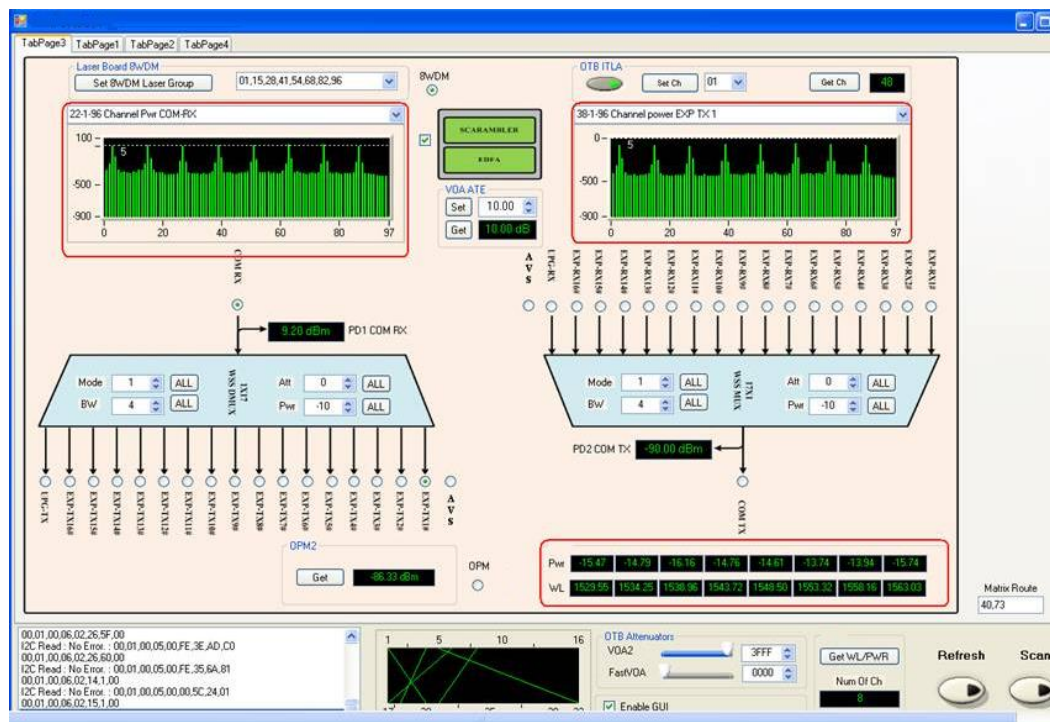 TabPage3 TabPage1 TabPage2 TabPage4
Laser Board 8WDM
Set 8WDM Laser Group
01,15,28,41,54,68,82,96
8WDM
OTB ITLA
Set Ch
01
Get Ch
48
22-1-96 Channel Pwr COM-RX
100
5
-500
-900
0 20 40 60 80 97
SCARAMBLER
EDFA
VOA ATE
Set 10.00
Get 10.00 dB
38-1-96 Channel power EXP TX 1
0
5
-500
-900
0 20 40 60 80 97
COM RX
9.20 dBm PD1 COM RX
Mode 1 ALL
BW 4 ALL
1X17
WSS DMUX
Att 0 ALL
Pwr -10 ALL
UPG-TX
EXP-TX16#
EXP-TX15#
EXP-TX14#
EXP-TX13#
EXP-TX12#
EXP-TX11#
EXP-TX10#
EXP-TX9#
EXP-TX8#
EXP-TX7#
EXP-TX6#
EXP-TX5#
EXP-TX4#
EXP-TX3#
EXP-TX2#
EXP-TX1#
AVS
AVS
UPG-RX
EXP-RX16#
EXP-RX15#
EXP-RX14#
EXP-RX13#
EXP-RX12#
EXP-RX11#
EXP-RX10#
EXP-RX9#
EXP-RX8#
EXP-RX7#
EXP-RX6#
EXP-RX5#
EXP-RX4#
EXP-RX3#
EXP-RX2#
EXP-RX1#
Mode 1 ALL
BW 4 ALL
17X1
WSS MUX
Att 0 ALL
Pwr -10 ALL
PD2 COM TX -90.00 dBm
COM TX
OPM2
Get -86.33 dBm
OPM
Pwr -15.47 -14.79 -16.16 -14.76 -14.61 -13.74 -13.94 -15.74
WL 1529.55 1534.25 1538.96 1543.72 1548.50 1553.32 1558.16 1563.03
Matrix Route
40,73
00,01,00,06,02,26,5F,00
I2C Read : No Error. : 00,01,00,05,00,FE,3E,AD,C0
00,01,00,06,02,26,60,00
I2C Read : No Error. : 00,01,00,05,00,FE,35,6A,81
00,01,00,06,02,14,1,00
I2C Read : No Error. : 00,01,00,05,00,00,5C,24,01
00,01,00,06,02,15,1,00
1 5 10 16
OTB Attenuators
VOA2 3FFF
FastVOA 0000
Enable GUI
Get WL/PWR
Num Of Ch
8
Refresh
Scan